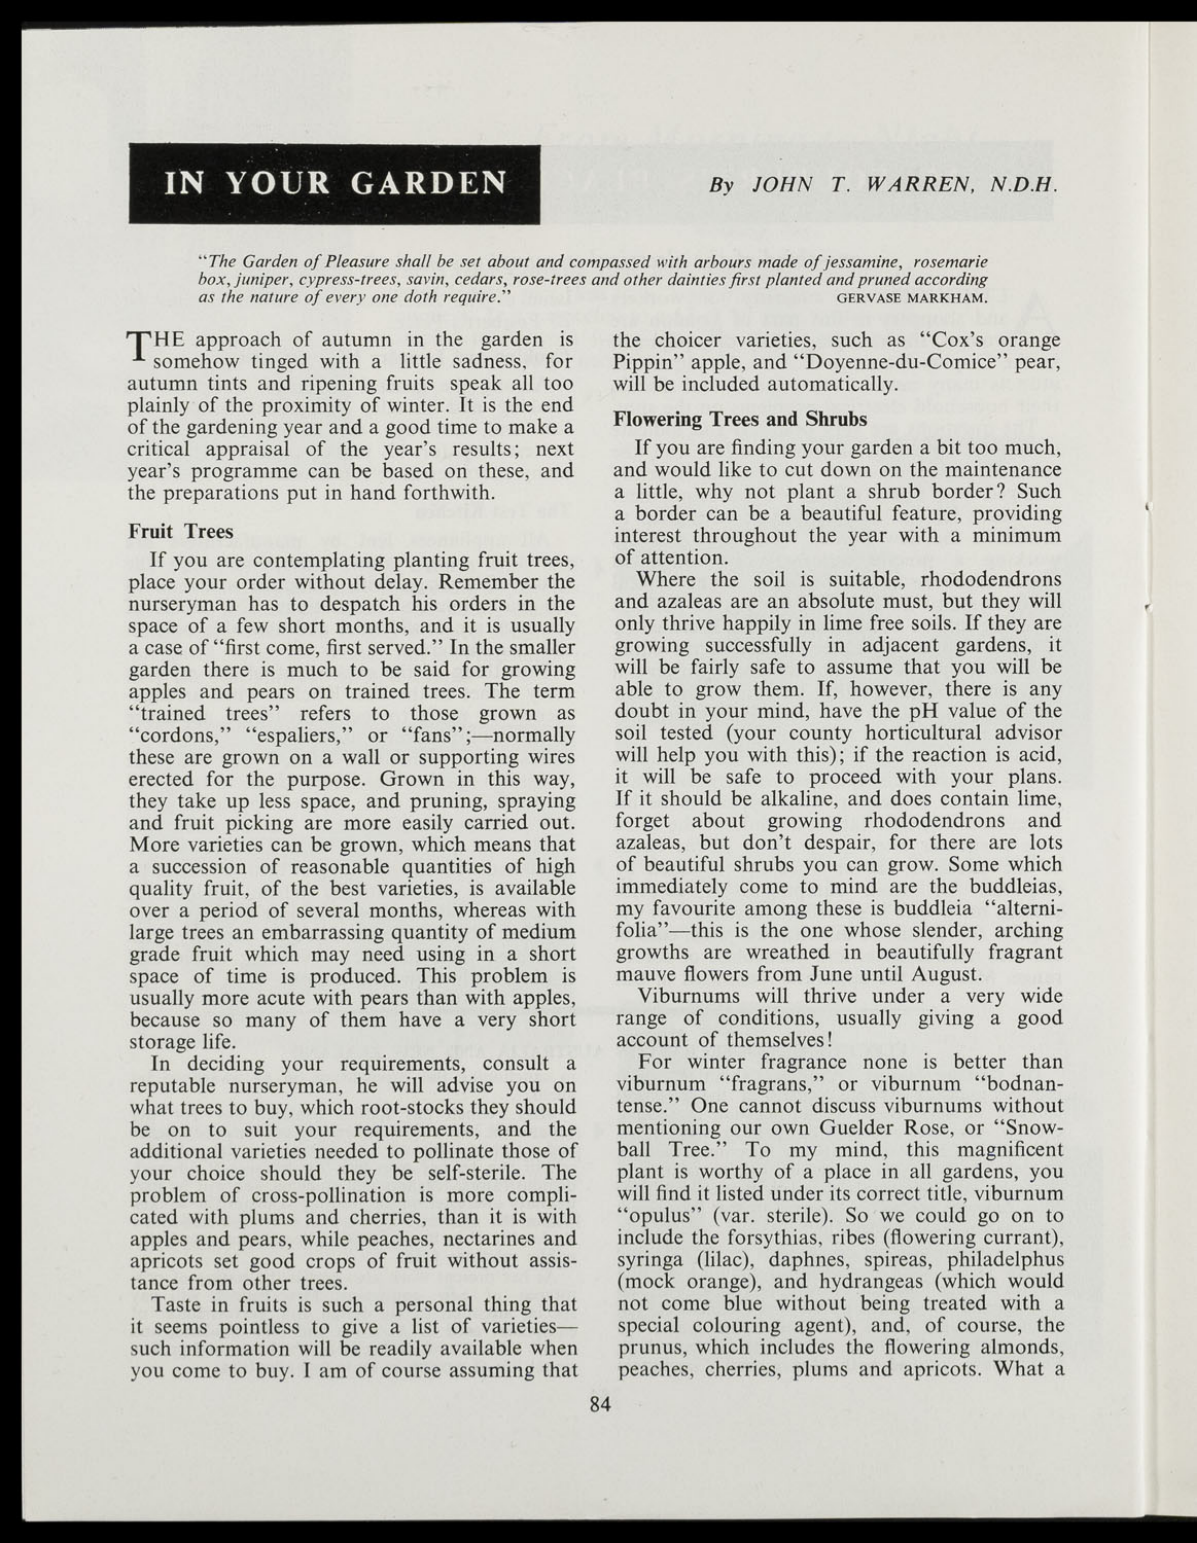 IN YOUR GARDEN
By JOHN T. WARREN, N.D.H.
“The Garden of Pleasure shall be set about and compassed with arbours made of jessamine, rosemarie
box, juniper, cypress-trees, savin, cedars, rose-trees and other dainties first planted and pruned according
as the nature of every one doth require.” GERVASE MARKHAM.
THE approach of autumn in the garden is
somehow tinged with a little sadness, for
autumn tints and ripening fruits speak all too
plainly of the proximity of winter. It is the end
of the gardening year and a good time to make a
critical appraisal of the year’s results; next
year’s programme can be based on these, and
the preparations put in hand forthwith.
Fruit Trees
If you are contemplating planting fruit trees,
place your order without delay. Remember the
nurseryman has to despatch his orders in the
space of a few short months, and it is usually
a case of “first come, first served.” In the smaller
garden there is much to be said for growing
apples and pears on trained trees. The term
“trained trees” refers to those grown as
“cordons,” “espaliers,” or “fans”;—normally
these are grown on a wall or supporting wires
erected for the purpose. Grown in this way,
they take up less space, and pruning, spraying
and fruit picking are more easily carried out.
More varieties can be grown, which means that
a succession of reasonable quantities of high
quality fruit, of the best varieties, is available
over a period of several months, whereas with
large trees an embarrassing quantity of medium
grade fruit which may need using in a short
space of time is produced. This problem is
usually more acute with pears than with apples,
because so many of them have a very short
storage life.
In deciding your requirements, consult a
reputable nurseryman, he will advise you on
what trees to buy, which root-stocks they should
be on to suit your requirements, and the
additional varieties needed to pollinate those of
your choice should they be self-sterile. The
problem of cross-pollination is more compli-
cated with plums and cherries, than it is with
apples and pears, while peaches, nectarines and
apricots set good crops of fruit without assis-
tance from other trees.
Taste in fruits is such a personal thing that
it seems pointless to give a list of varieties—
such information will be readily available when
you come to buy. I am of course assuming that
the choicer varieties, such as “Cox’s orange
Pippin” apple, and “Doyenne-du-Comice” pear,
will be included automatically.
Flowering Trees and Shrubs
If you are finding your garden a bit too much,
and would like to cut down on the maintenance
a little, why not plant a shrub border? Such
a border can be a beautiful feature, providing
interest throughout the year with a minimum
of attention.
Where the soil is suitable, rhododendrons
and azaleas are an absolute must, but they will
only thrive happily in lime free soils. If they are
growing successfully in adjacent gardens, it
will be fairly safe to assume that you will be
able to grow them. If, however, there is any
doubt in your mind, have the pH value of the
soil tested (your county horticultural advisor
will help you with this); if the reaction is acid,
it will be safe to proceed with your plans.
If it should be alkaline, and does contain lime,
forget about growing rhododendrons and
azaleas, but don’t despair, for there are lots
of beautiful shrubs you can grow. Some which
immediately come to mind are the buddleias,
my favourite among these is buddleia “alterni-
folia”—this is the one whose slender, arching
growths are wreathed in beautifully fragrant
mauve flowers from June until August.
Viburnums will thrive under a very wide
range of conditions, usually giving a good
account of themselves!
For winter fragrance none is better than
viburnum “fragrans,” or viburnum “bodnan-
tense.” One cannot discuss viburnums without
mentioning our own Guelder Rose, or “Snow-
ball Tree.” To my mind, this magnificent
plant is worthy of a place in all gardens, you
will find it listed under its correct title, viburnum
“opulus” (var. sterile). So we could go on to
include the forsythias, ribes (flowering currant),
syringa (lilac), daphnes, spireas, philadelphus
(mock orange), and hydrangeas (which would
not come blue without being treated with a
special colouring agent), and, of course, the
prunus, which includes the flowering almonds,
peaches, cherries, plums and apricots. What a
84